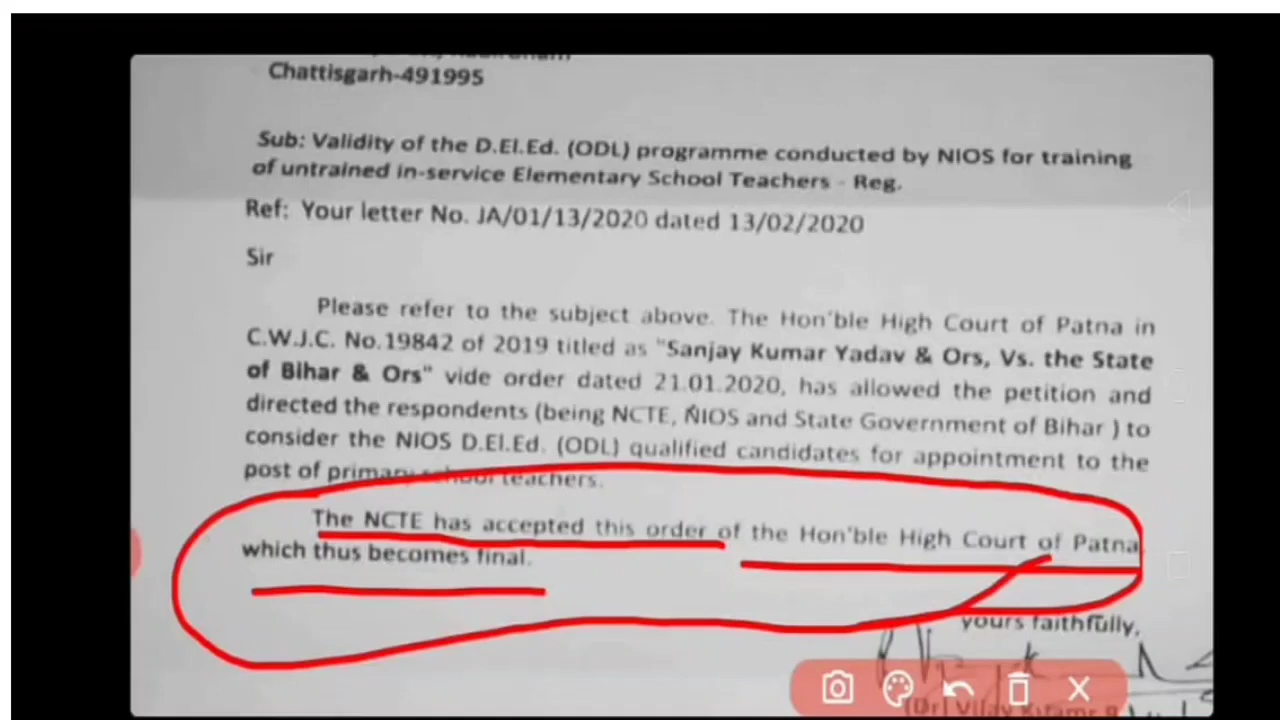 Chattisgarh-491995
Sub: Validity of the D.El.Ed. (ODL) programme conducted by NIOS for training
of untrained in-service Elementary School Teachers - Reg.
Ref: Your letter No. JA/01/13/2020 dated 13/02/2020
Sir
Please refer to the subject above. The Hon'ble High Court of Patna in
C.W.J.C. No.19842 of 2019 titled as "Sanjay Kumar Yadav & Ors, Vs. the State
of Bihar & Ors" vide order dated 21.01.2020, has allowed the petition and
directed the respondents (being NCTE, NIOS and State Government of Bihar ) to
consider the NIOS D.El.Ed. (ODL) qualified candidates for appointment to the
post of primary school teachers.
The NCTE has accepted this order of the Hon'ble High Court of Patna
which thus becomes final.
yours faithfully,
(Dr) Vijay Kumar R